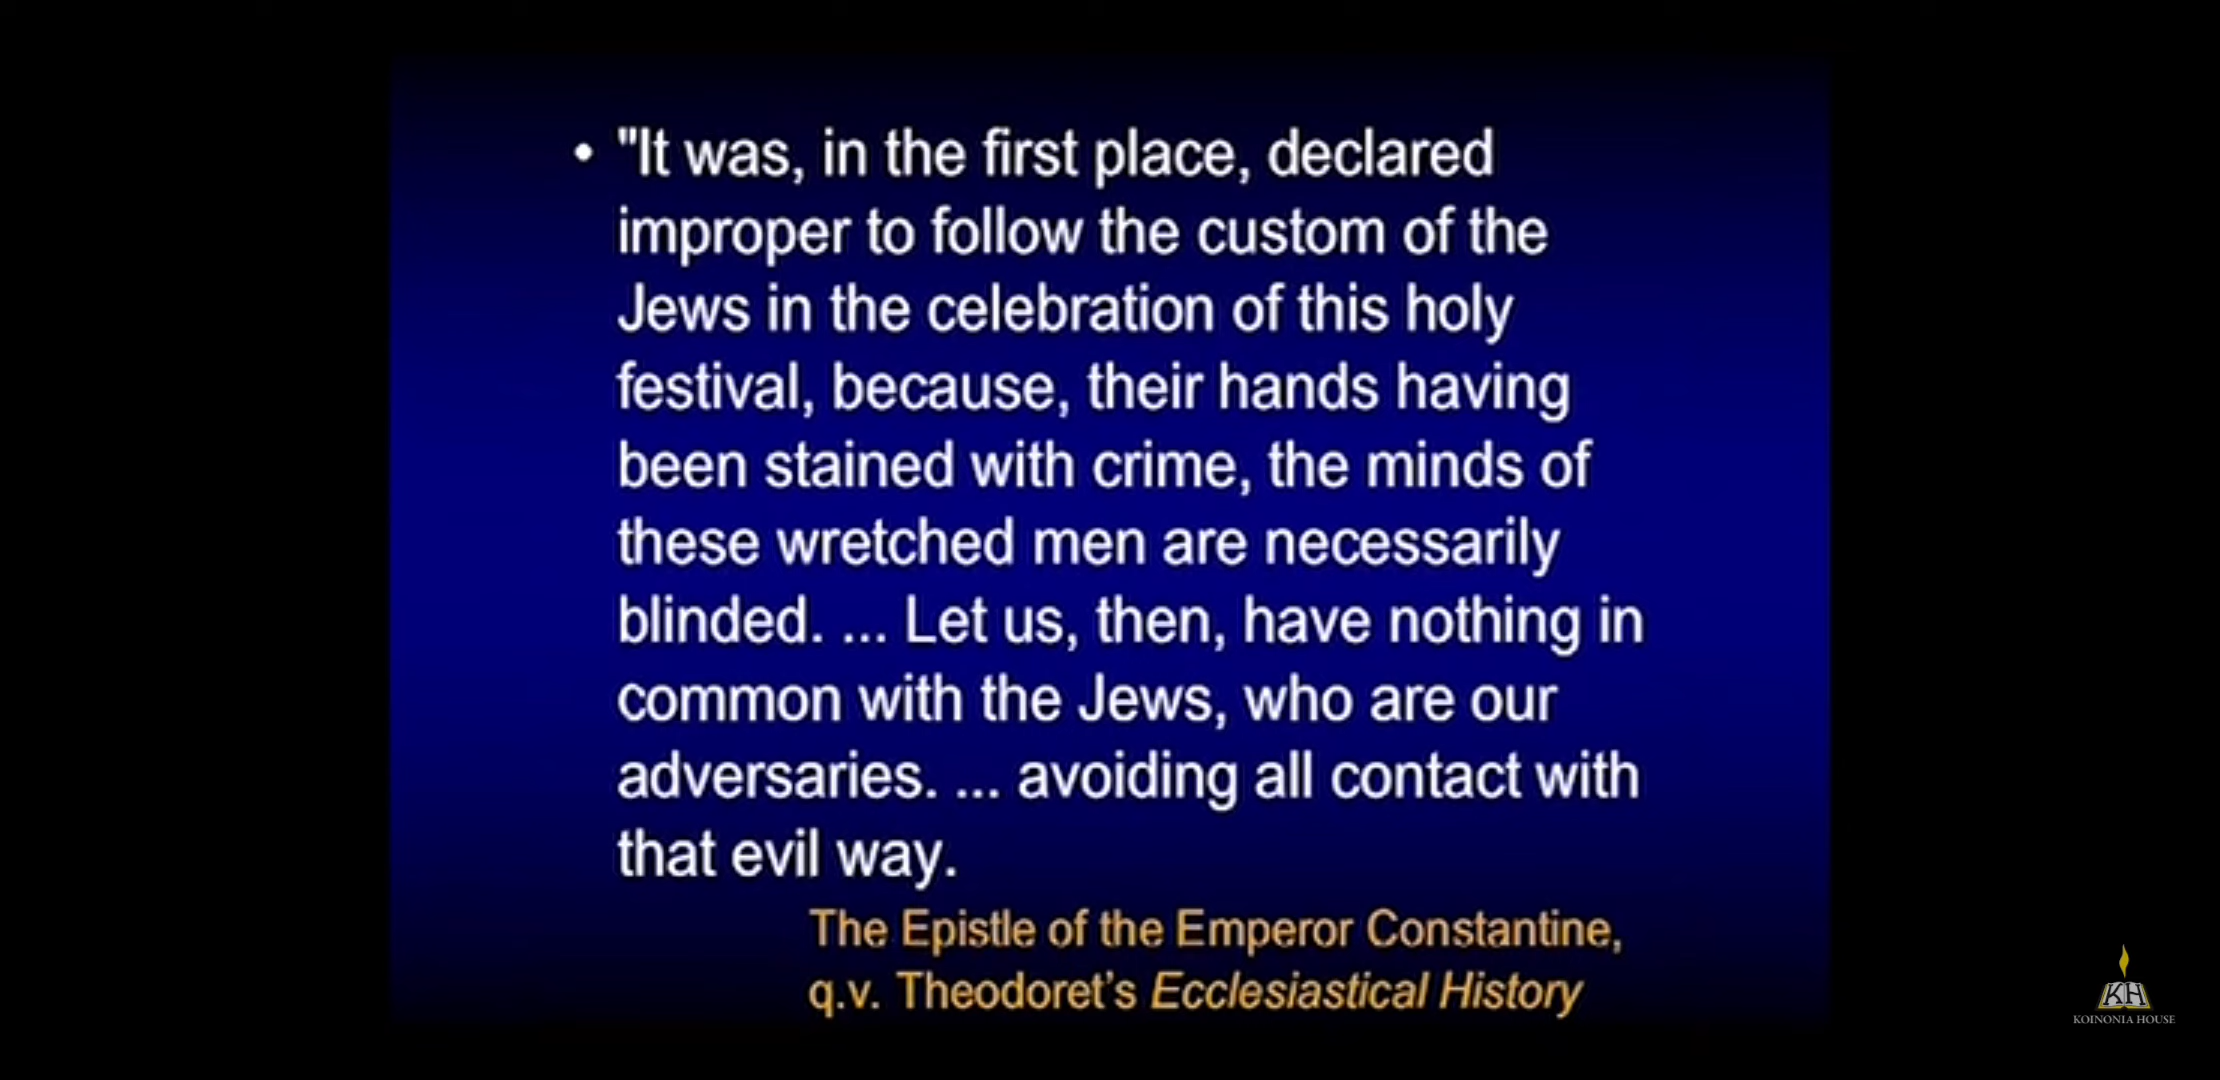 • "It was, in the first place, declared
improper to follow the custom of the
Jews in the celebration of this holy
festival, because, their hands having
been stained with crime, the minds of
these wretched men are necessarily
blinded. ... Let us, then, have nothing in
common with the Jews, who are our
adversaries. ... avoiding all contact with
that evil way.
The Epistle of the Emperor Constantine,
q.v. Theodoret's Ecclesiastical History
KH
KOINONIA HOUSE